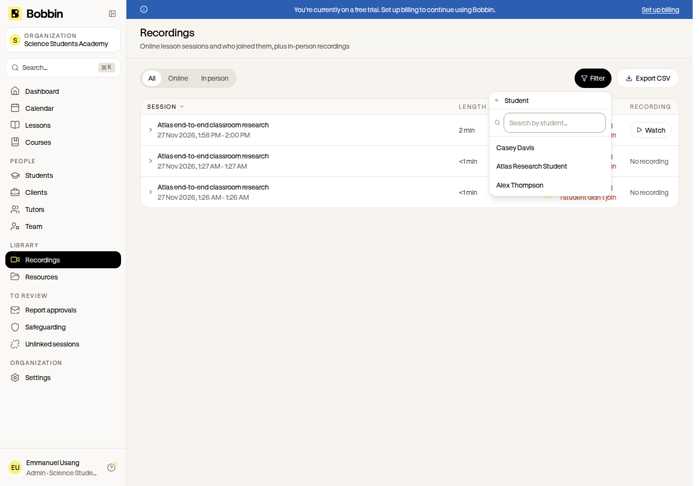 Bobbin
You're currently on a free trial. Set up billing to continue using Bobbin.
Set up billing
S
ORGANIZATION
Science Students Academy
Search...
⌘K
Dashboard
Calendar
Lessons
Courses
PEOPLE
Students
Clients
Tutors
Team
LIBRARY
Recordings
Resources
TO REVIEW
Report approvals
Safeguarding
Unlinked sessions
ORGANIZATION
Settings
EU
Emmanuel Usang
Admin · Science Stude...
Recordings
Online lesson sessions and who joined them, plus in-person recordings
All
Online
In person
Filter
Export CSV
SESSION
LENGTH
RECORDING
Atlas end-to-end classroom research
27 Nov 2026, 1:58 PM - 2:00 PM
2 min
Watch
Atlas end-to-end classroom research
27 Nov 2026, 1:27 AM - 1:27 AM
<1 min
No recording
Atlas end-to-end classroom research
27 Nov 2026, 1:26 AM - 1:26 AM
<1 min
1 student didn't join
No recording
Student
Search by student...
Casey Davis
Atlas Research Student
Alex Thompson